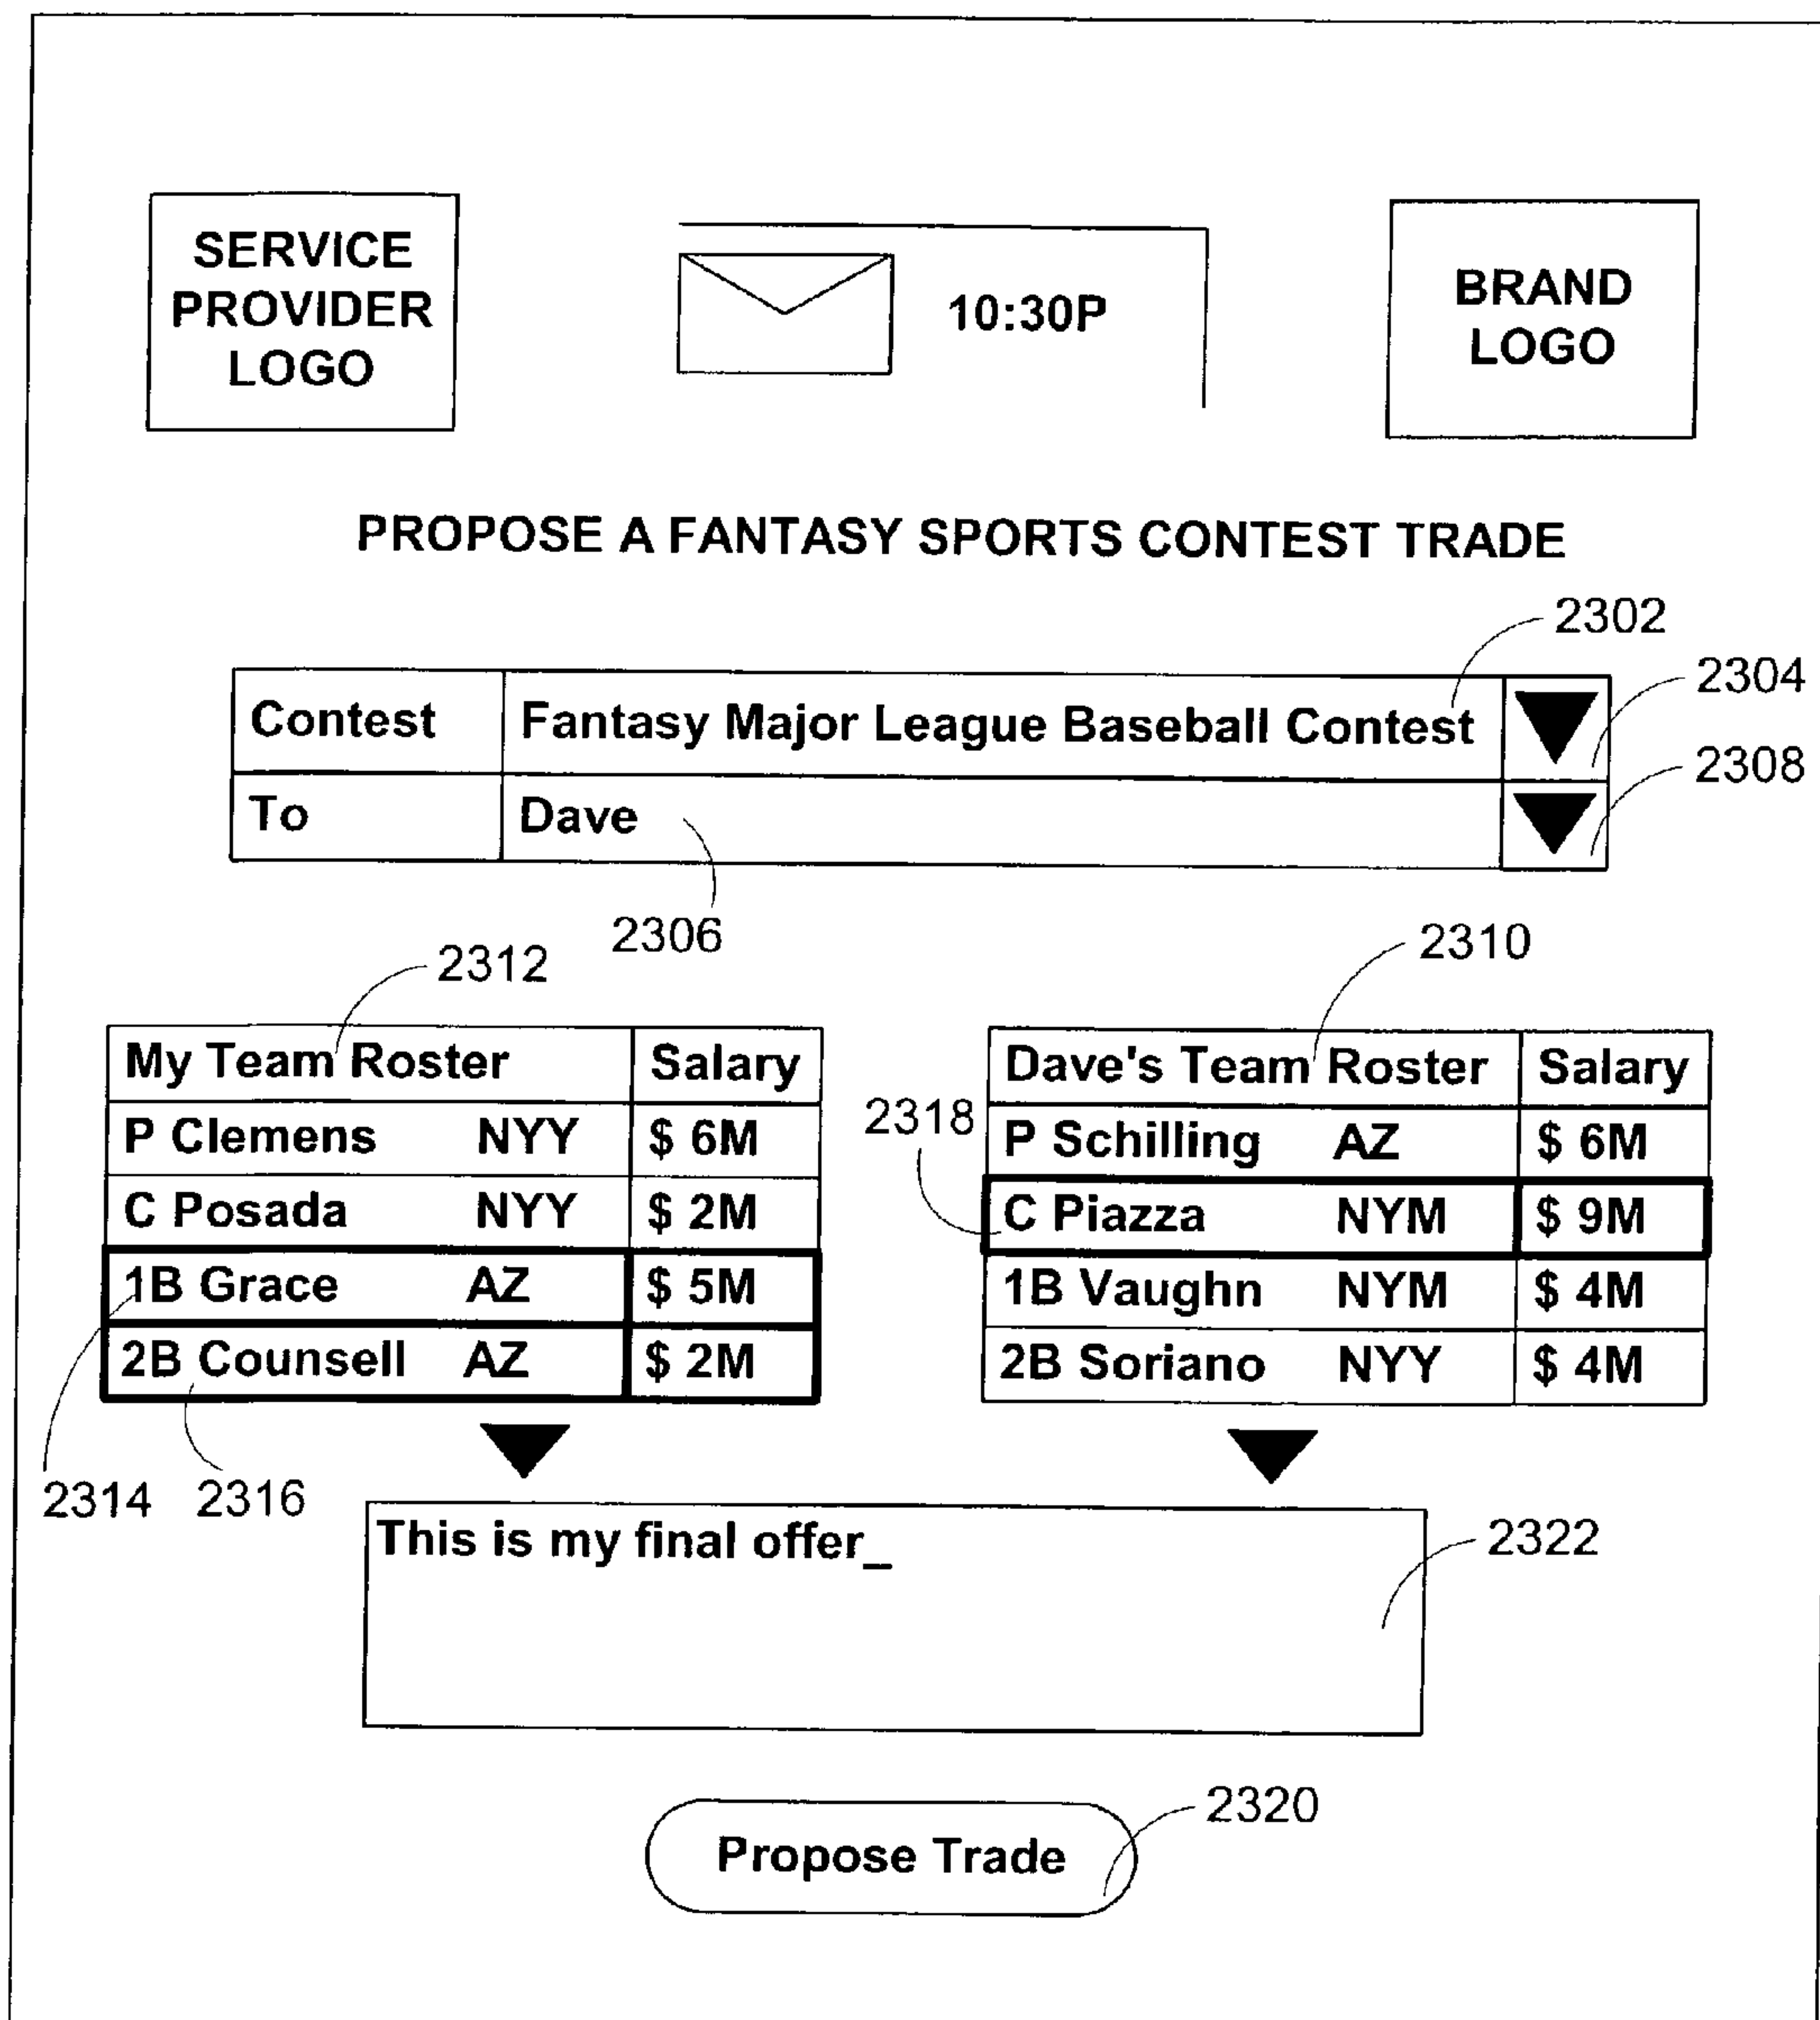 SERVICE
PROVIDER
LOGO
10:30P
BRAND
LOGO
PROPOSE A FANTASY SPORTS CONTEST TRADE
2302
2304
Contest Fantasy Major League Baseball Contest
2308
To Dave
2306
2312
2310
My Team Roster Salary
P Clemens NYY $ 6M
C Posada NYY $ 2M
1B Grace AZ $ 5M
2B Counsell AZ $ 2M
2318
Dave's Team Roster Salary
P Schilling AZ $ 6M
C Piazza NYM $ 9M
1B Vaughn NYM $ 4M
2B Soriano NYY $ 4M
2314 2316
This is my final offer_
2322
2320
Propose Trade